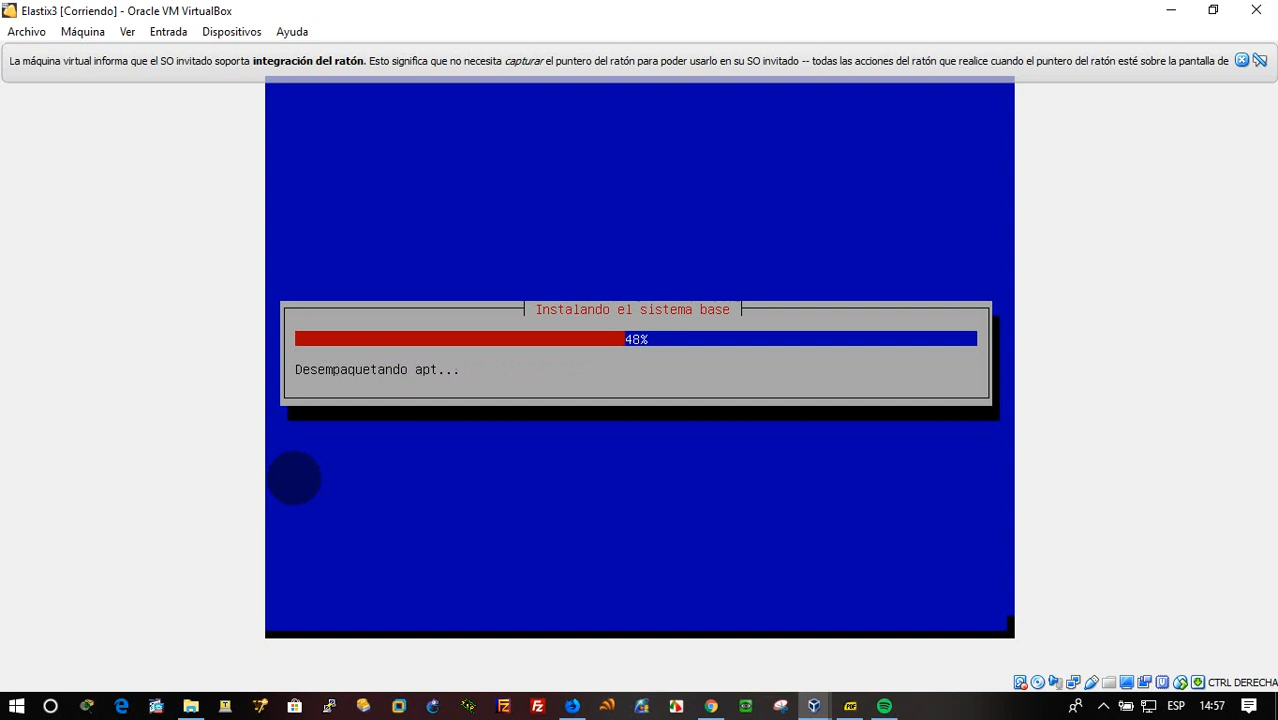 Elastix3 [Corriendo] - Oracle VM VirtualBox
Archivo Máquina Ver Entrada Dispositivos Ayuda
La máquina virtual informa que el SO invitado soporta integración del ratón. Esto significa que no necesita capturar el puntero del ratón para poder usarlo en su SO invitado -- todas las acciones del ratón que realice cuando el puntero del ratón esté sobre la pantalla de
Instalando el sistema base
48%
Desempaquetando apt...
CTRL DERECHA
ESP 14:57